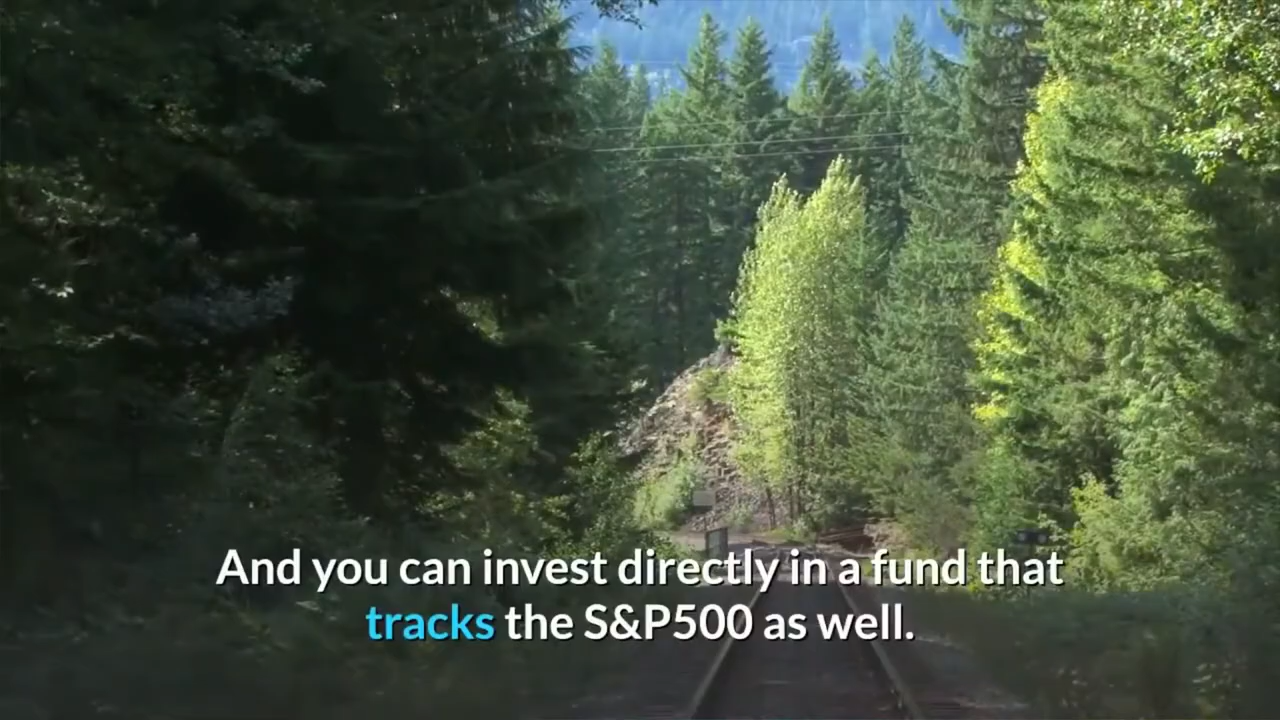 And you can invest directly in a fund that
tracks the S&P500 as well.